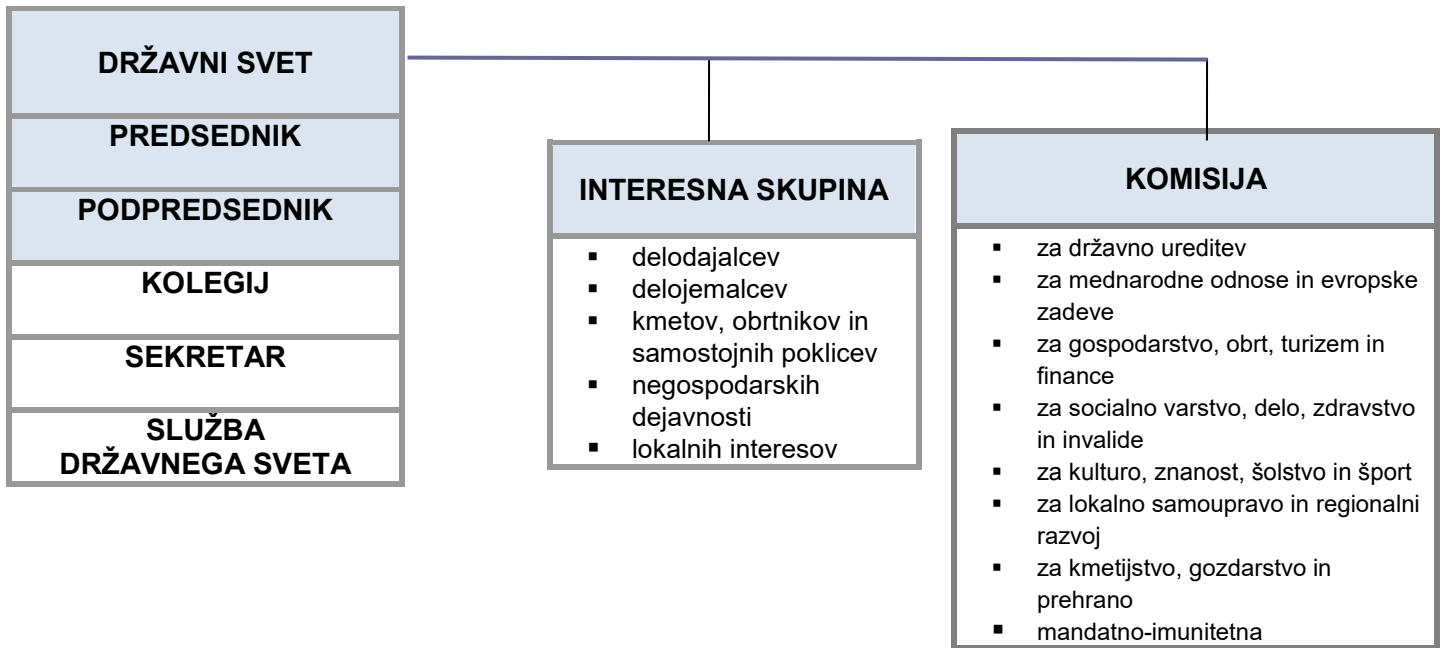 DRŽAVNI SVET
PREDSEDNIK
PODPREDSEDNIK
KOLEGIJ
SEKRETAR
SLUŽBA
DRŽAVNEGA SVETA
INTERESNA SKUPINA
▪ delodajalcev
▪ delojemalcev
▪ kmetov, obrtnikov in
samostojnih poklicev
▪ negospodarskih
dejavnosti
▪ lokalnih interesov
KOMISIJA
▪ za državno ureditev
▪ za mednarodne odnose in evropske
zadeve
▪ za gospodarstvo, obrt, turizem in
finance
▪ za socialno varstvo, delo, zdravstvo
in invalide
▪ za kulturo, znanost, šolstvo in šport
▪ za lokalno samoupravo in regionalni
razvoj
▪ za kmetijstvo, gozdarstvo in
prehrano
▪ mandatno-imunitetna